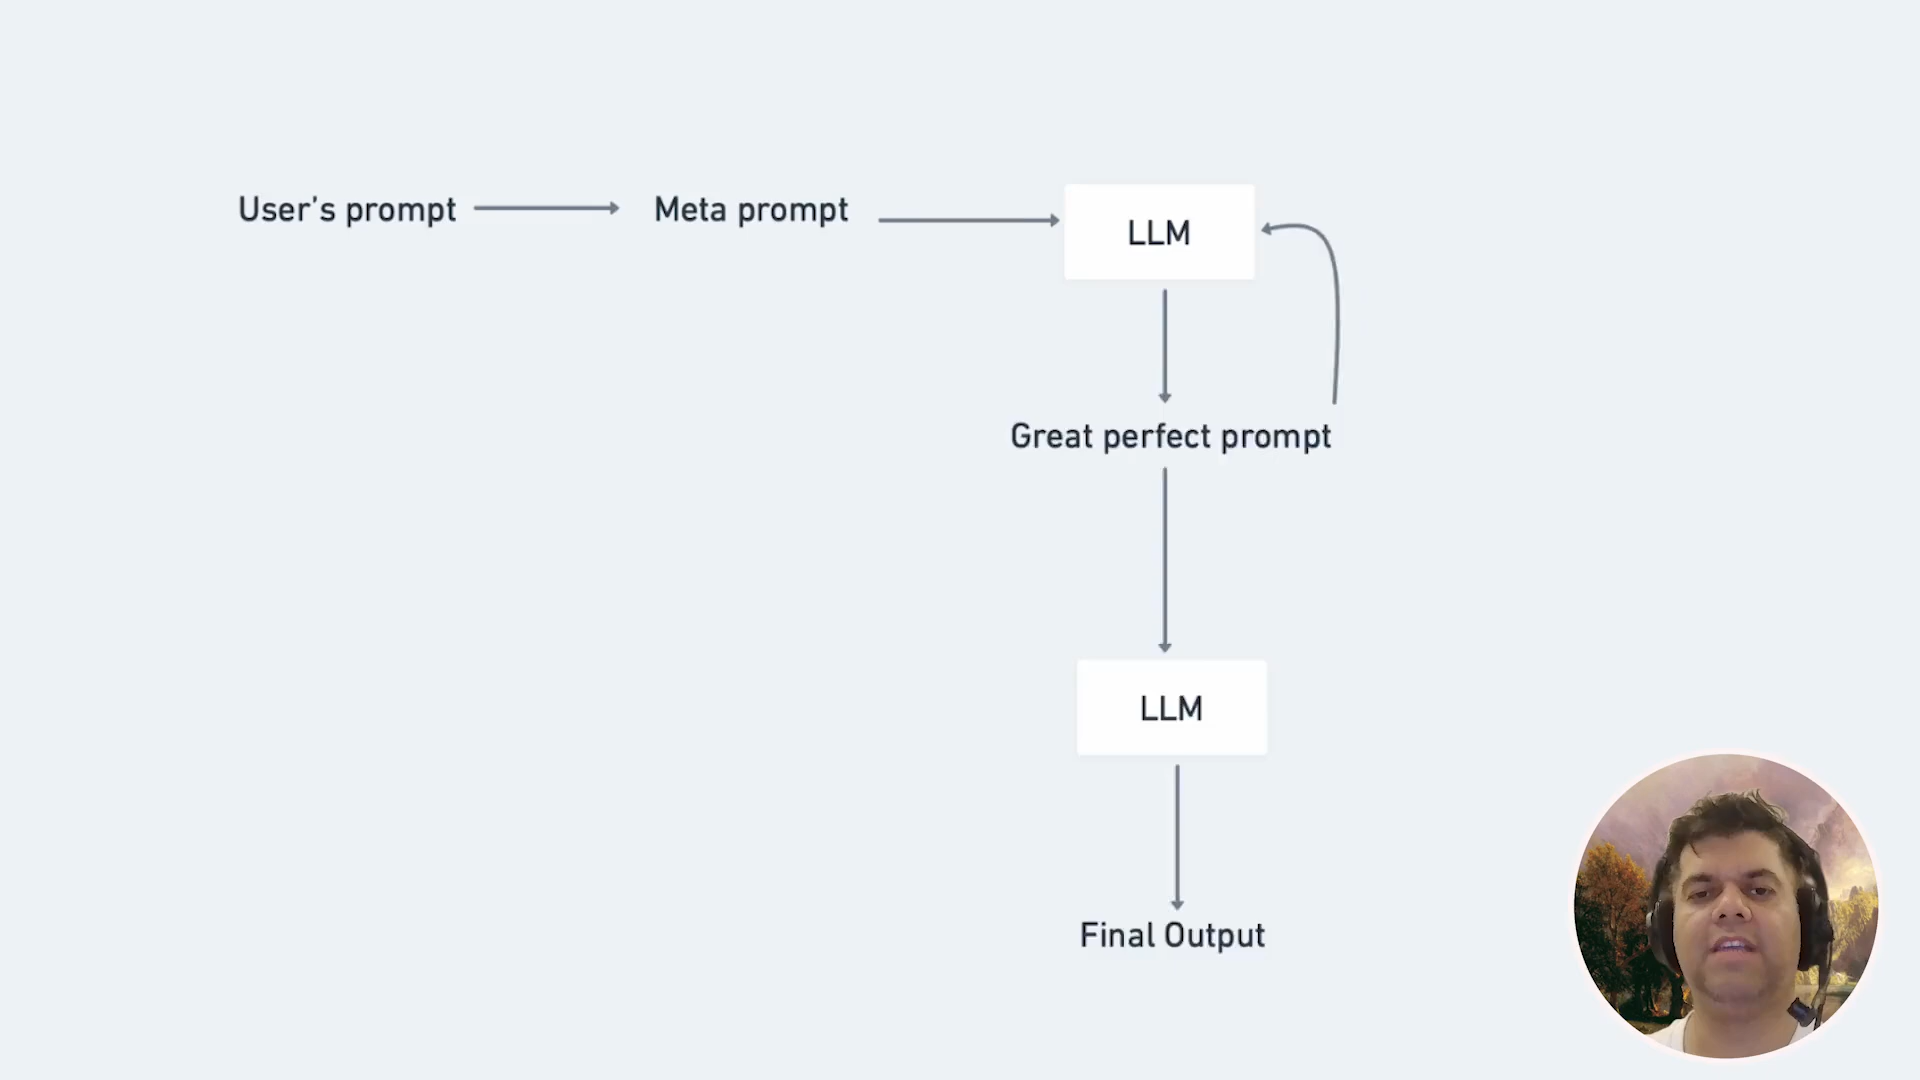 User's prompt
Meta prompt
LLM
Great perfect prompt
LLM
Final Output